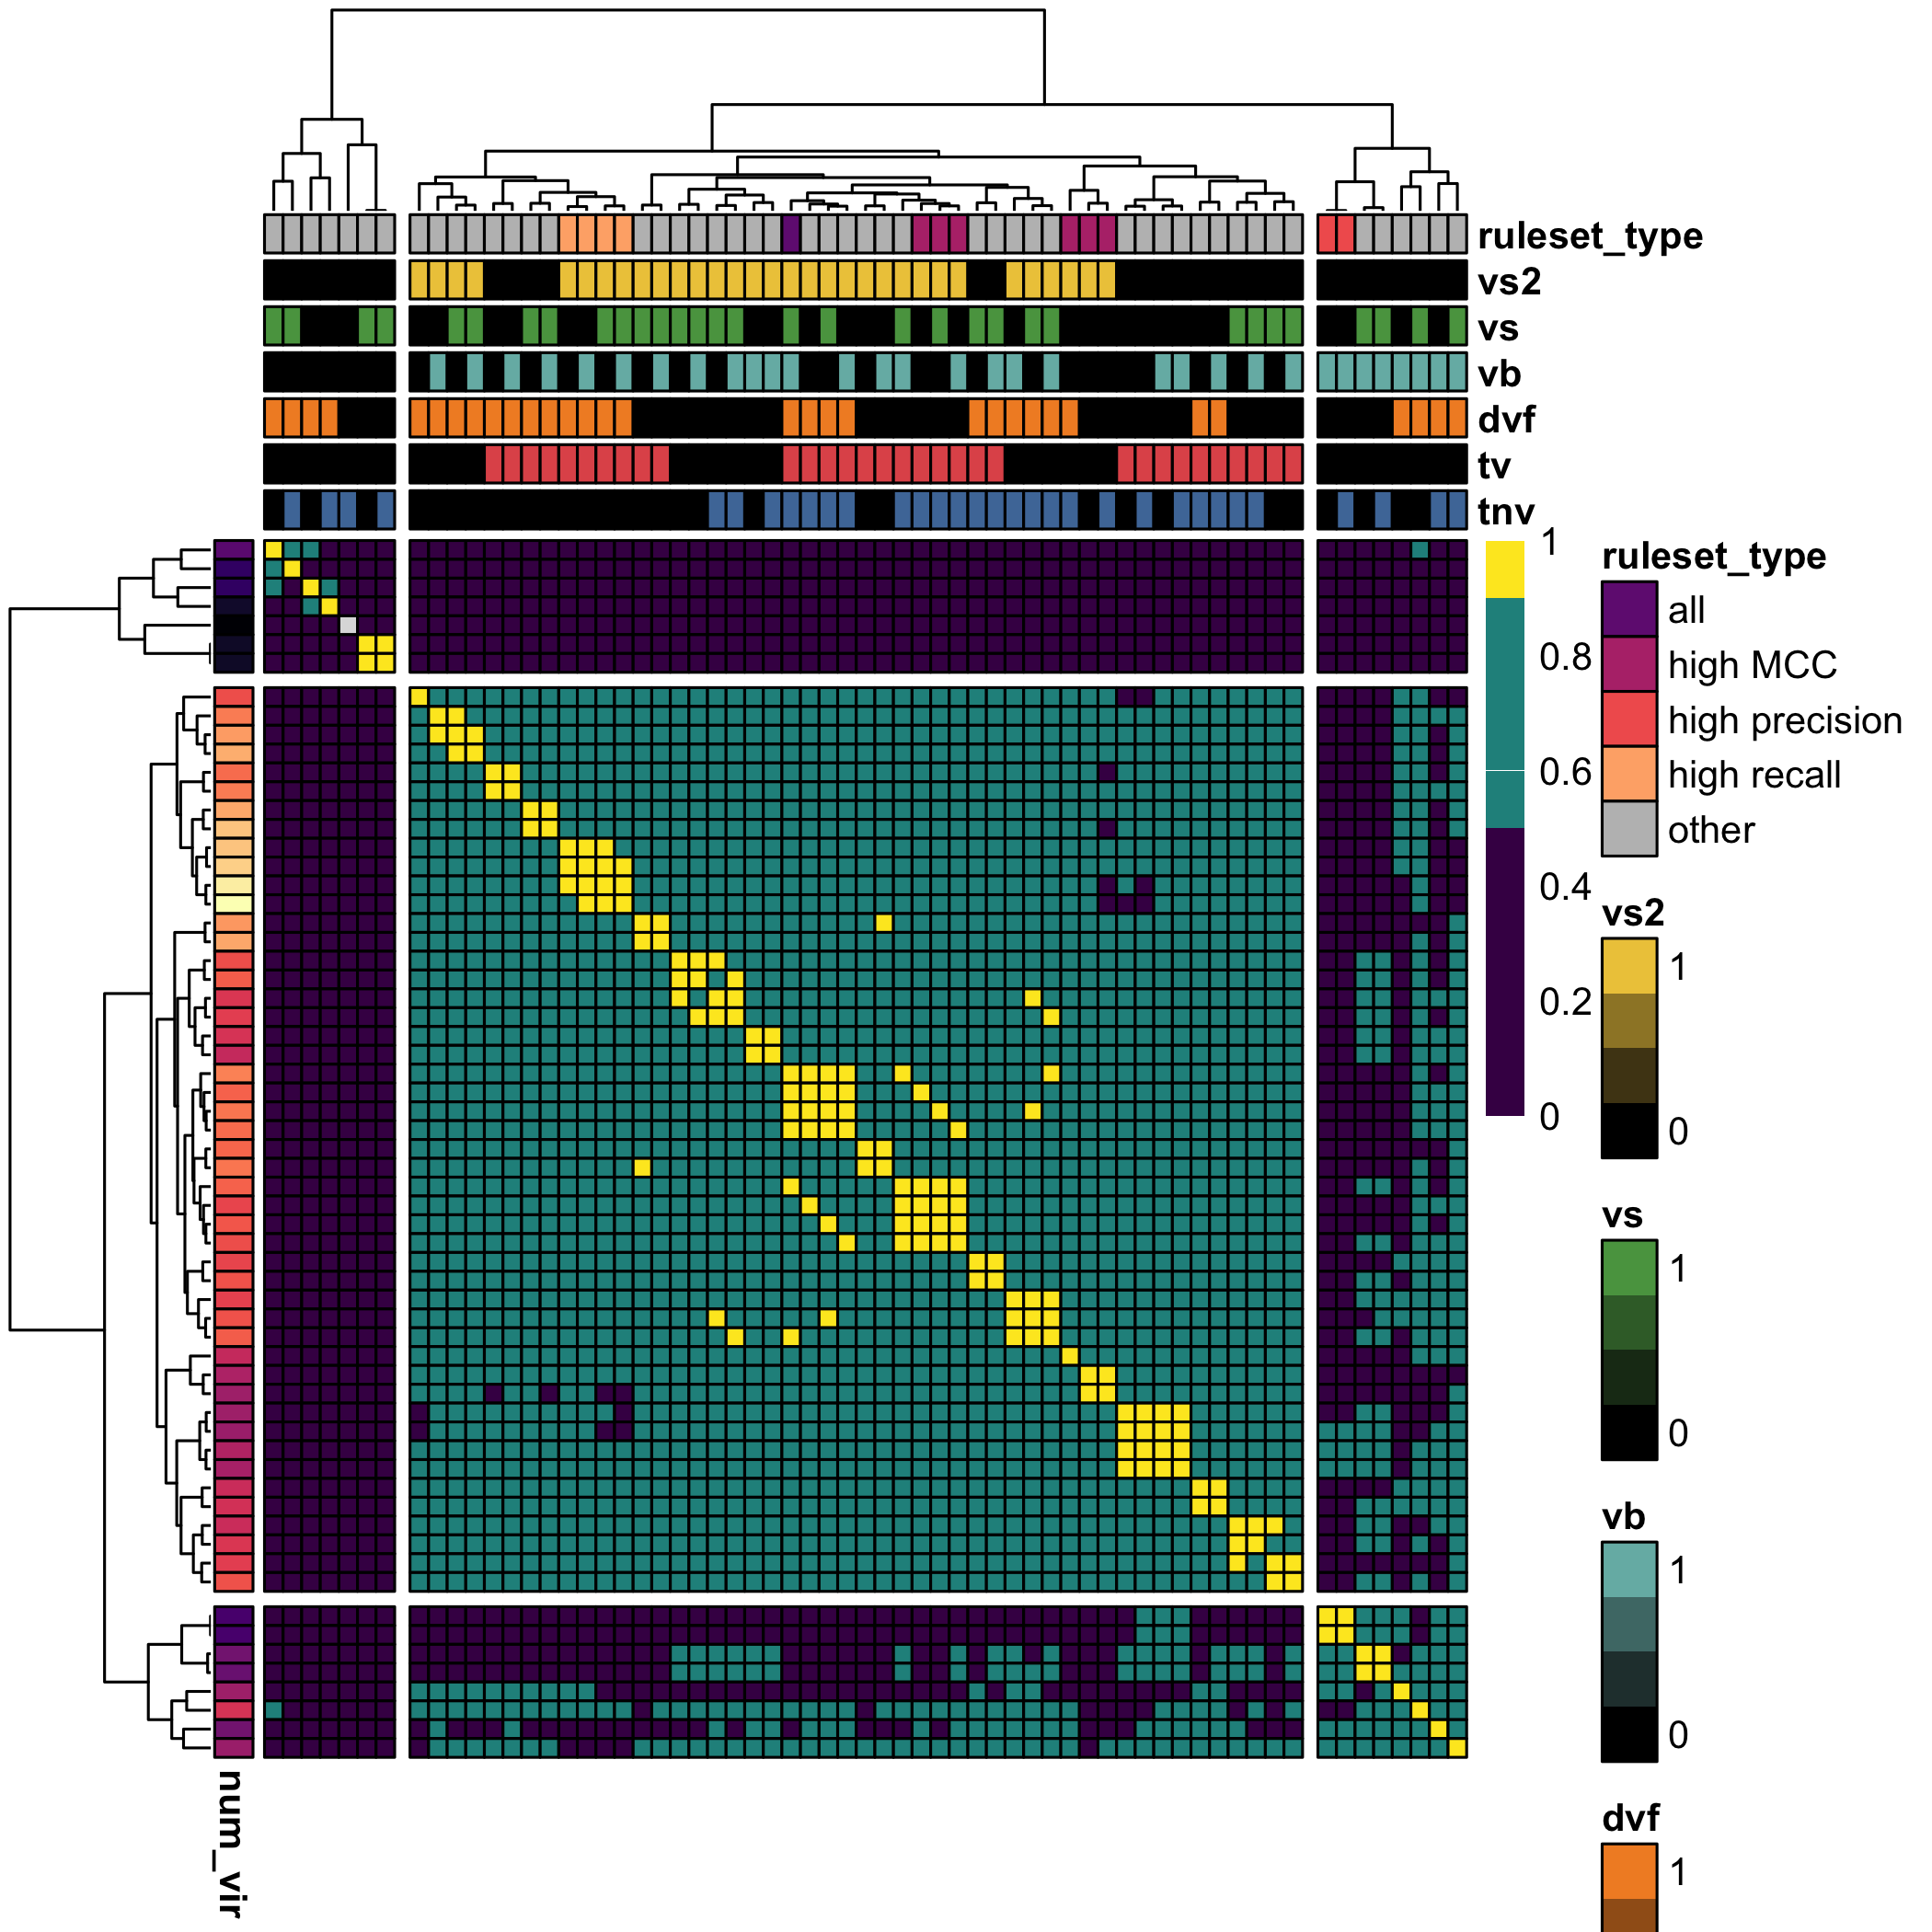 ruleset_type
vs2
vs
vb
dvf
tv
tnv
1
0.8
0.6
0.4
0.2
0
ruleset_type
all
high MCC
high precision
high recall
other
vs2
1
0
vs
1
0
vb
1
0
dvf
1
num_vir